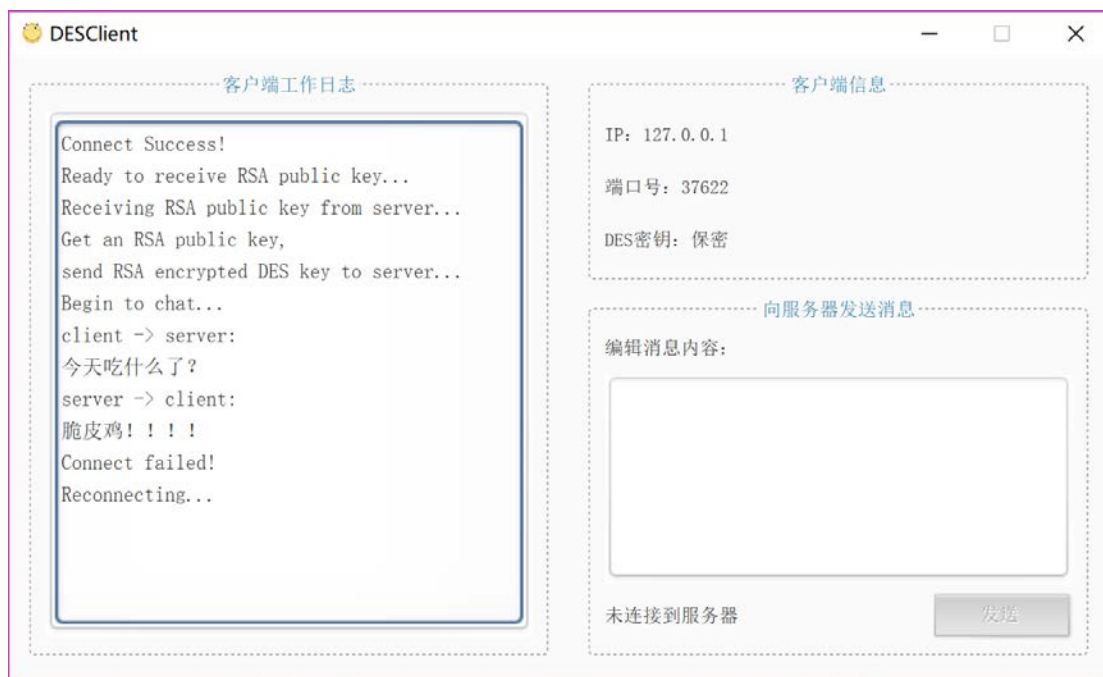 DESClient
客户端工作日志
Connect Success!
Ready to receive RSA public key...
Receiving RSA public key from server...
Get an RSA public key,
send RSA encrypted DES key to server...
Begin to chat...
client -> server:
今天吃什么了?
server -> client:
脆皮鸡!!!!
Connect failed!
Reconnecting...
客户端信息
IP: 127.0.0.1
端口号: 37622
DES密钥: 保密
向服务器发送消息
编辑消息内容:
未连接到服务器
发送